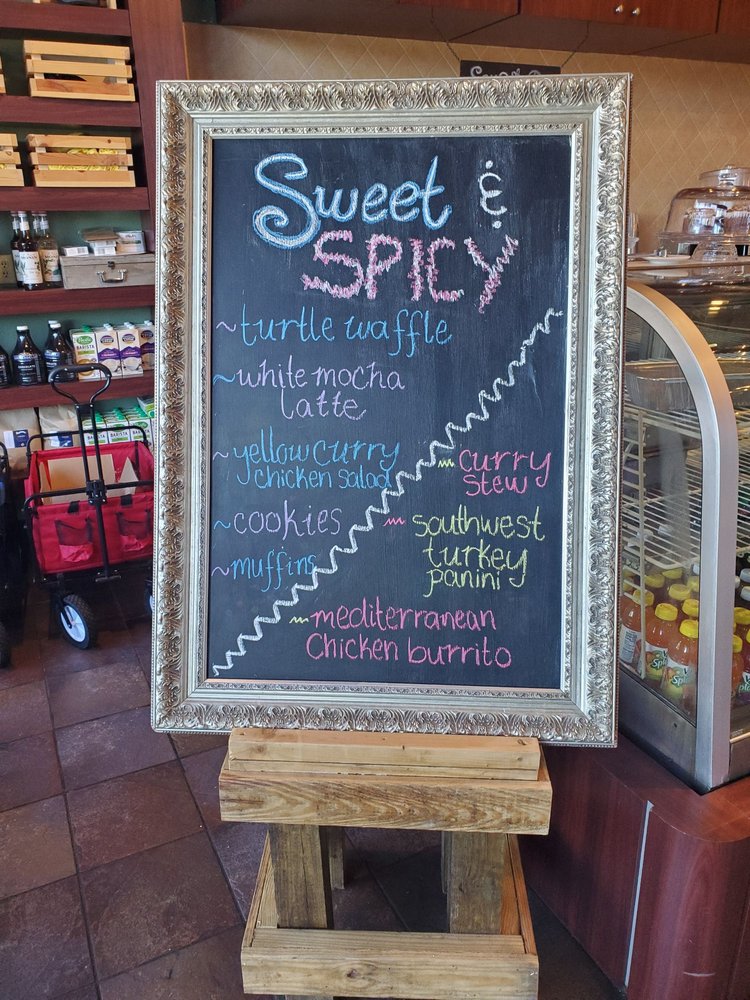 Sweet &
SPICY
~turtle waffle
~white mocha
latte
~yellow curry
chicken salad
~cookies
~muffins
curry
stew
southwest
turkey
panini
mediterranean
Chicken burrito